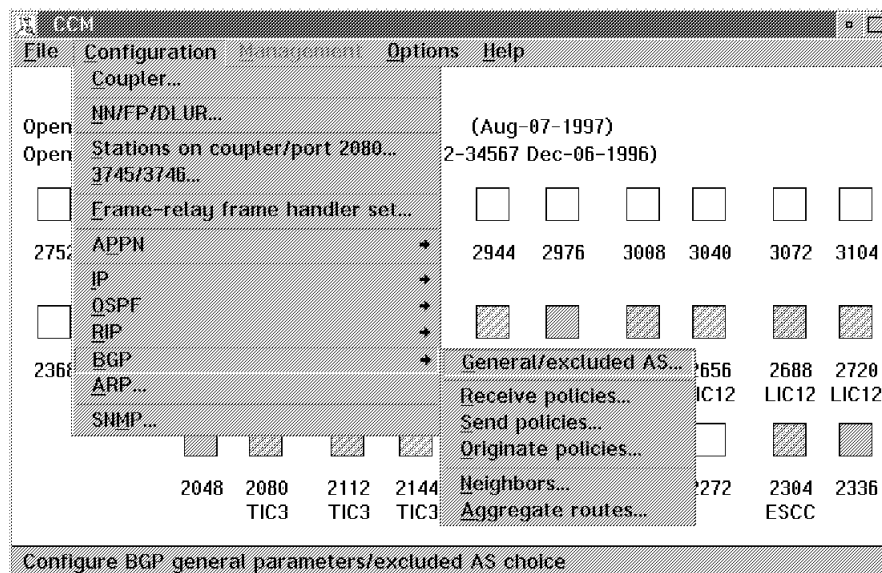 CCM
File Configuration Management Options Help
Coupler...
NN/FP/DLUR...
Open (Aug-07-1997)
Stations on coupler/port 2080...
Open 2-34567 Dec-06-1996)
3745/3746...
Frame-relay frame handler set...
APPN
2752 2944 2976 3008 3040 3072 3104
IP
OSPF
RIP
BGP
General/excluded AS...
2368 2656 2688 2720
ARP...
Receive policies...
LIC12 LIC12 LIC12
SNMP...
Send policies...
Originate policies...
Neighbors...
2048 2080 2112 2144 2272 2304 2336
Aggregate routes...
TIC3 TIC3 TIC3 ESCC
Configure BGP general parameters/excluded AS choice